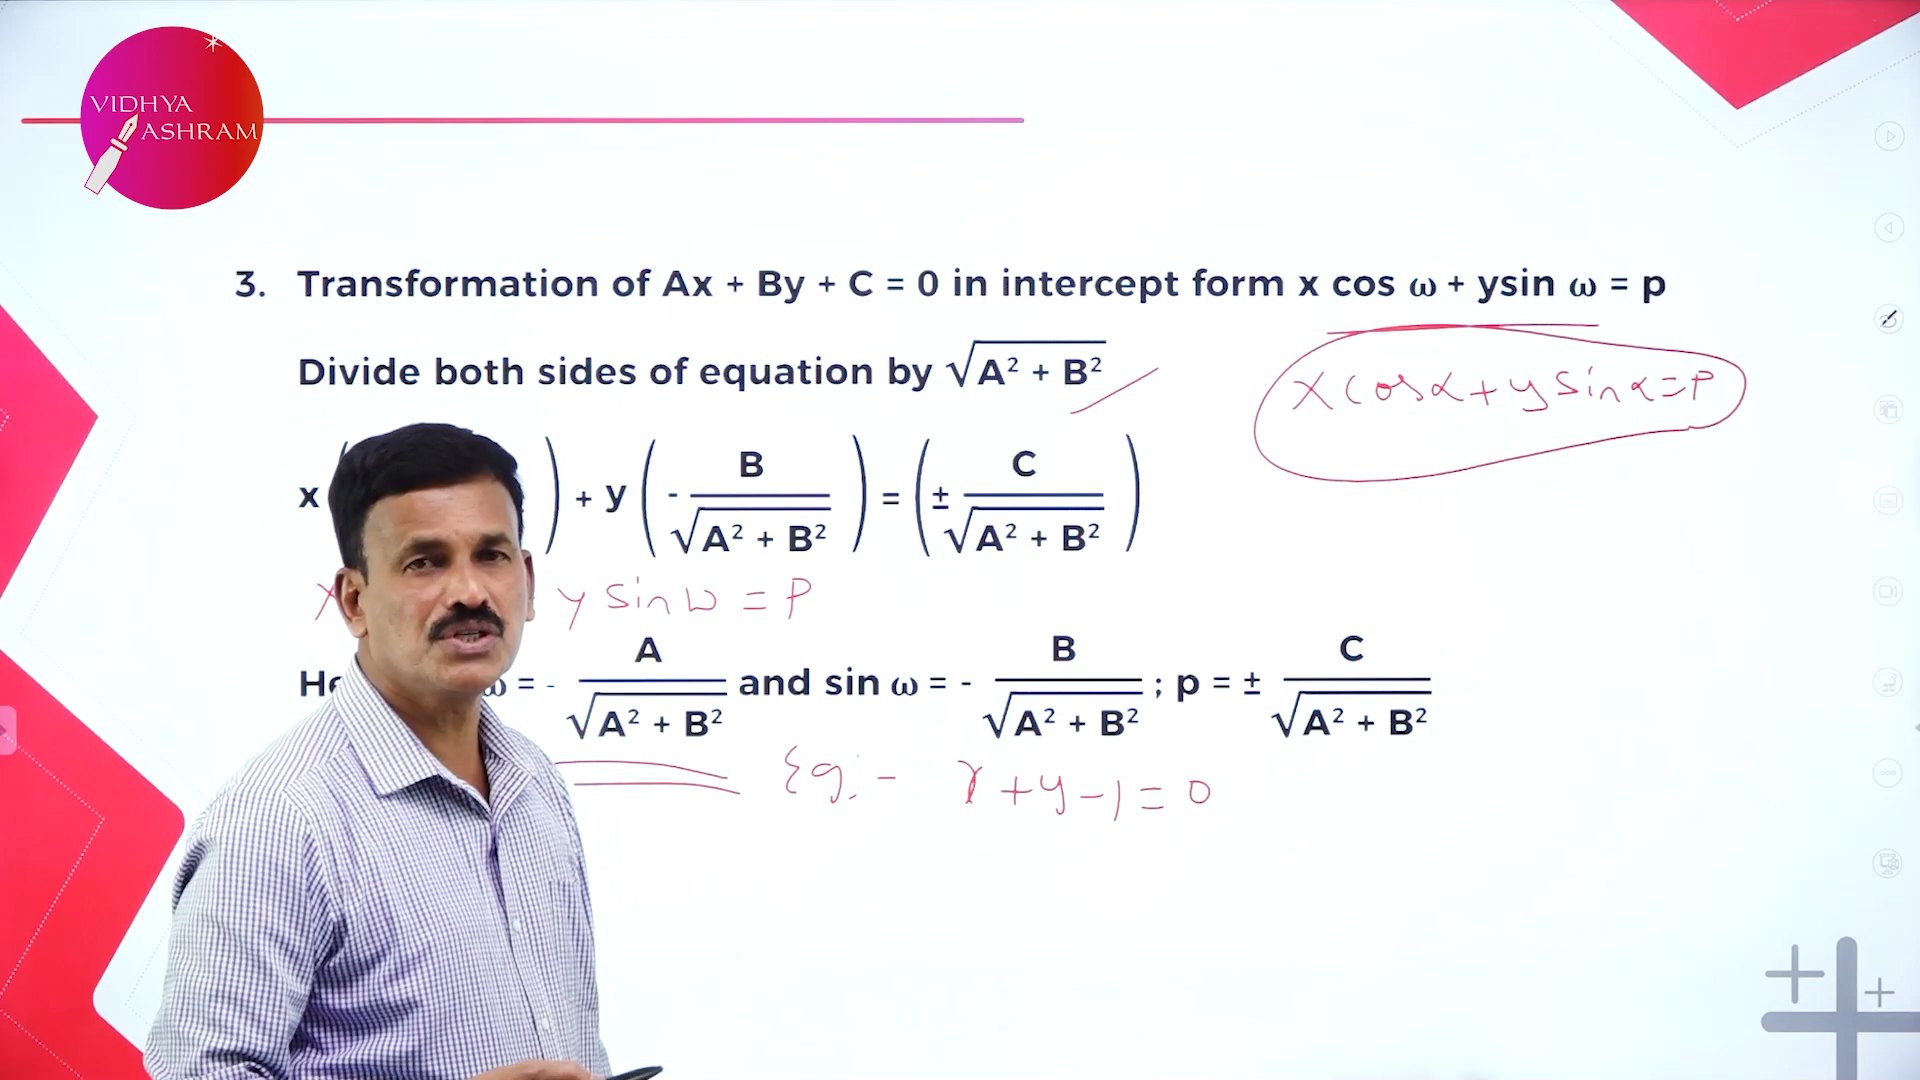 VIDHYA
ASHRAM
3. Transformation of Ax + By + C = 0 in intercept form x cos ω + ysin ω = p
Divide both sides of equation by √A² + B²
x cos α + y sin α = P
x ) + y ( - B / √A² + B² ) = ( ± C / √A² + B² )
x y sin ω = P
ω = - A / √A² + B² and sin ω = - B / √A² + B² ; p = ± C / √A² + B²
Eg:- x + y - 1 = 0